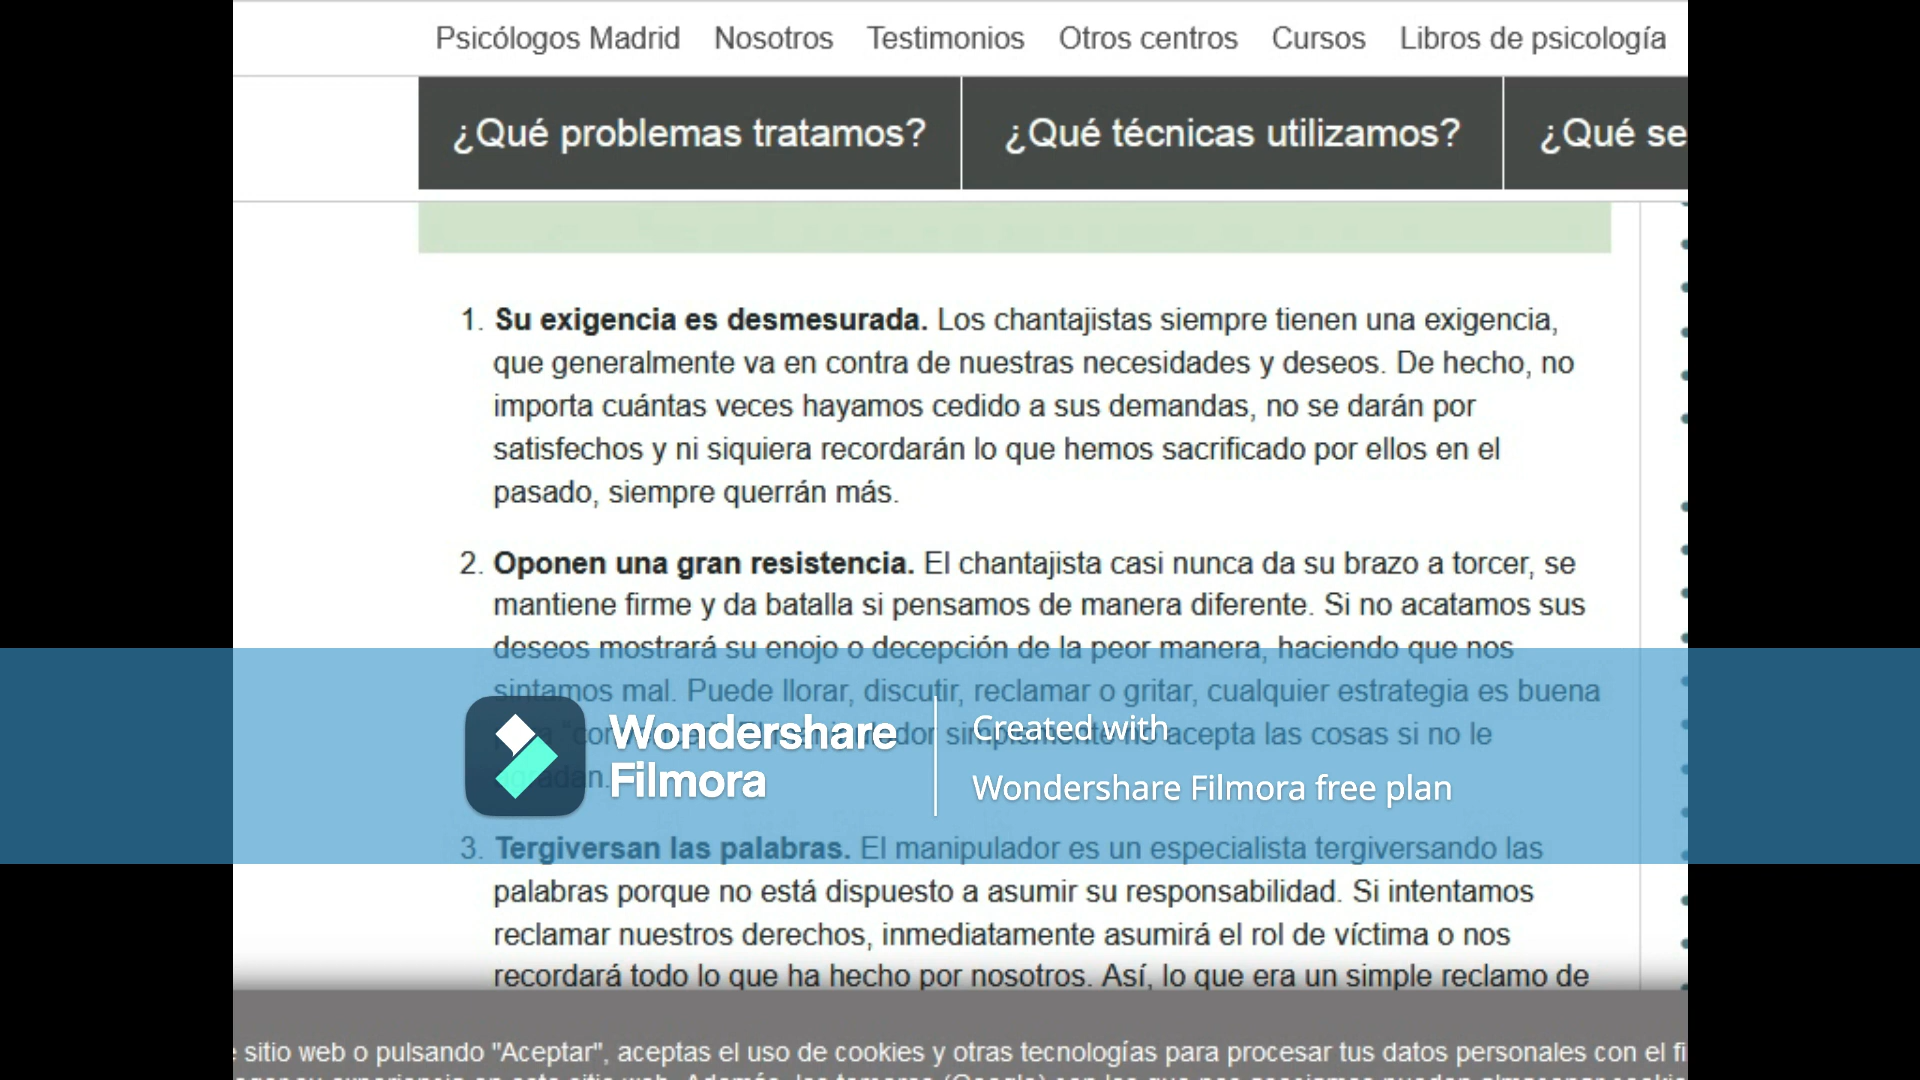 Psicólogos Madrid Nosotros Testimonios Otros centros Cursos Libros de psicología
¿Qué problemas tratamos? ¿Qué técnicas utilizamos? ¿Qué se
1. Su exigencia es desmesurada. Los chantajistas siempre tienen una exigencia,
que generalmente va en contra de nuestras necesidades y deseos. De hecho, no
importa cuántas veces hayamos cedido a sus demandas, no se darán por
satisfechos y ni siquiera recordarán lo que hemos sacrificado por ellos en el
pasado, siempre querrán más.
2. Oponen una gran resistencia. El chantajista casi nunca da su brazo a torcer, se
mantiene firme y da batalla si pensamos de manera diferente. Si no acatamos sus
deseos mostrará su enojo o decepción de la peor manera, haciendo que nos
sintamos mal. Puede llorar, discutir, reclamar o gritar, cualquier estrategia es buena
simplemente no acepta las cosas si no le
Wondershare
Filmora
Created with
Wondershare Filmora free plan
3. Tergiversan las palabras. El manipulador es un especialista tergiversando las
palabras porque no está dispuesto a asumir su responsabilidad. Si intentamos
reclamar nuestros derechos, inmediatamente asumirá el rol de víctima o nos
recordará todo lo que ha hecho por nosotros. Así, lo que era un simple reclamo de
sitio web o pulsando "Aceptar", aceptas el uso de cookies y otras tecnologías para procesar tus datos personales con el fi